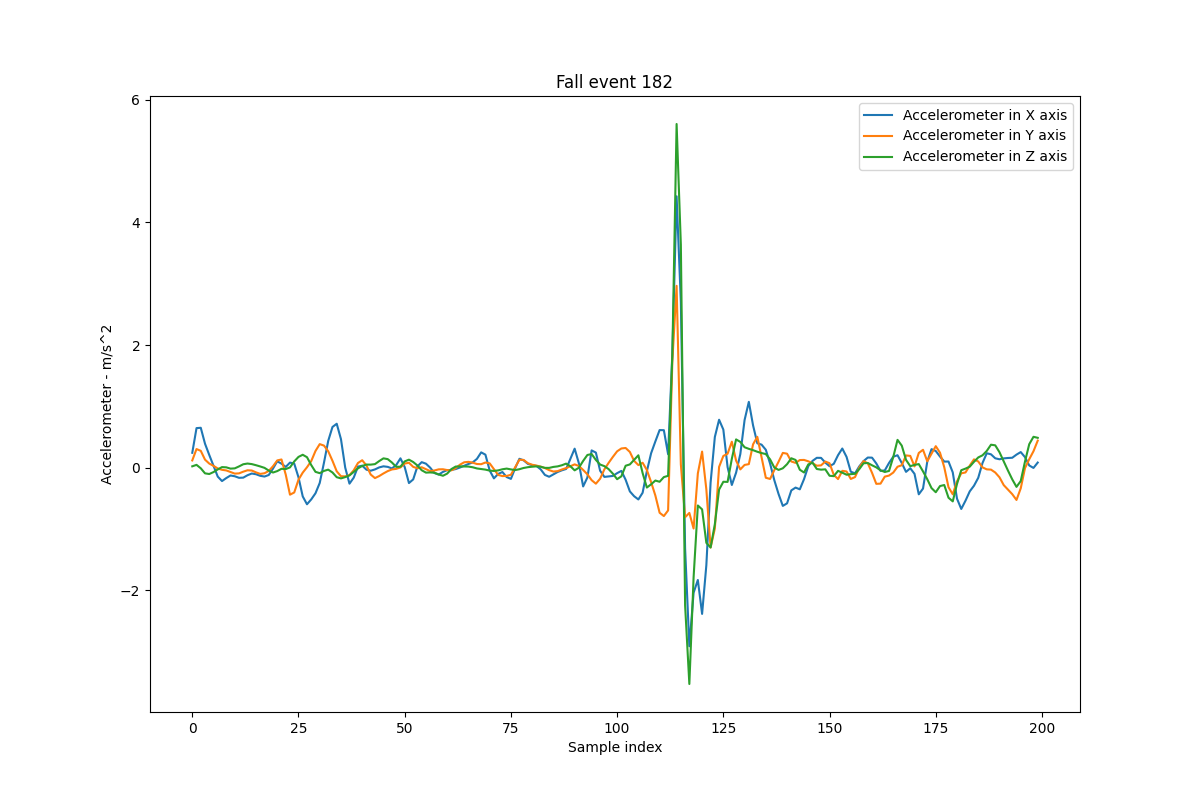 Fall event 182
Accelerometer in X axis
Accelerometer in Y axis
Accelerometer in Z axis
Accelerometer - m/s^2
6
4
2
0
−2
0 25 50 75 100 125 150 175 200
Sample index